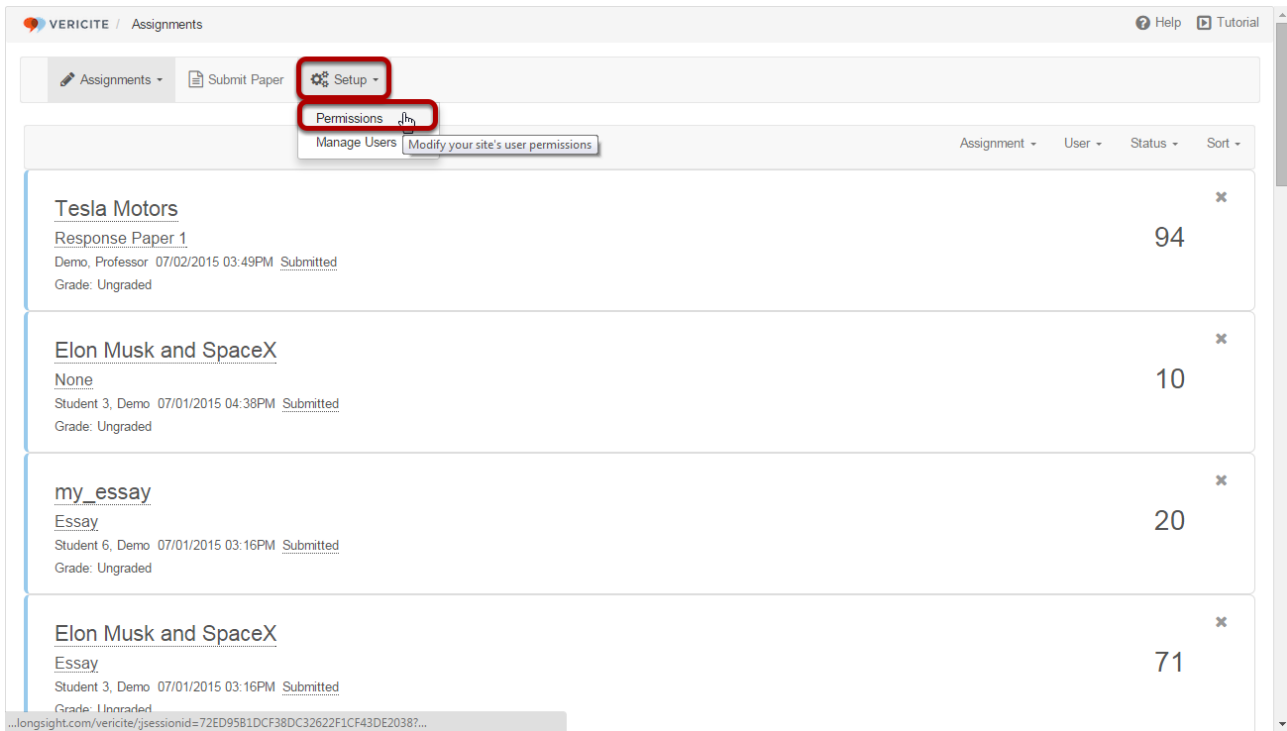 VERICITE / Assignments Help Tutorial
Assignments Submit Paper Setup
Permissions
Manage Users Modify your site's user permissions Assignment User Status Sort
Tesla Motors
Response Paper 1 94
Demo, Professor 07/02/2015 03:49PM Submitted
Grade: Ungraded
Elon Musk and SpaceX
None 10
Student 3, Demo 07/01/2015 04:38PM Submitted
Grade: Ungraded
my_essay
Essay 20
Student 6, Demo 07/01/2015 03:16PM Submitted
Grade: Ungraded
Elon Musk and SpaceX
Essay 71
Student 3, Demo 07/01/2015 03:16PM Submitted
Grade: Ungraded
...longsight.com/vericite/;jsessionid=72ED95B1DCF38DC32622F1CF43DE2038?...